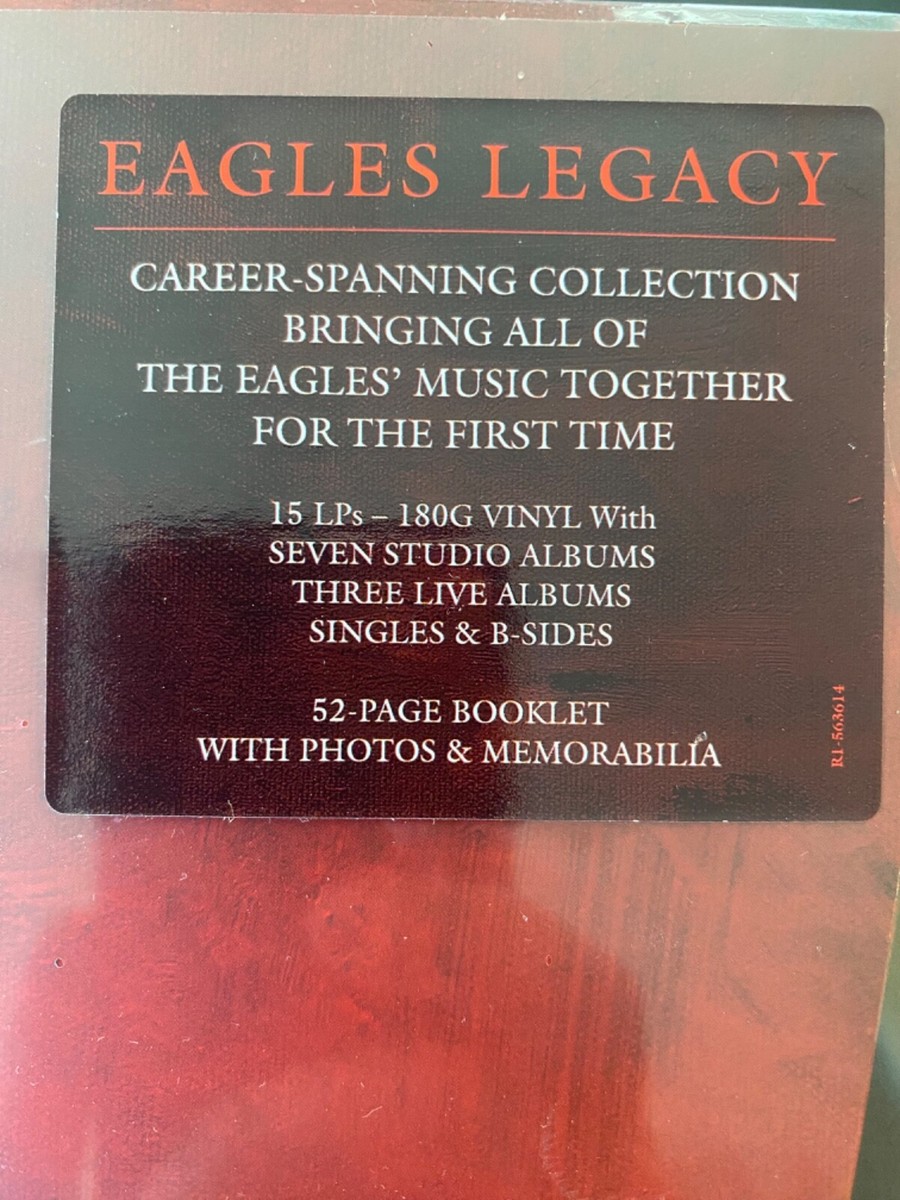 EAGLES LEGACY
CAREER-SPANNING COLLECTION
BRINGING ALL OF
THE EAGLES’ MUSIC TOGETHER
FOR THE FIRST TIME
15 LPs – 180G VINYL With
SEVEN STUDIO ALBUMS
THREE LIVE ALBUMS
SINGLES & B-SIDES
52-PAGE BOOKLET
WITH PHOTOS & MEMORABILIA
R1-563614